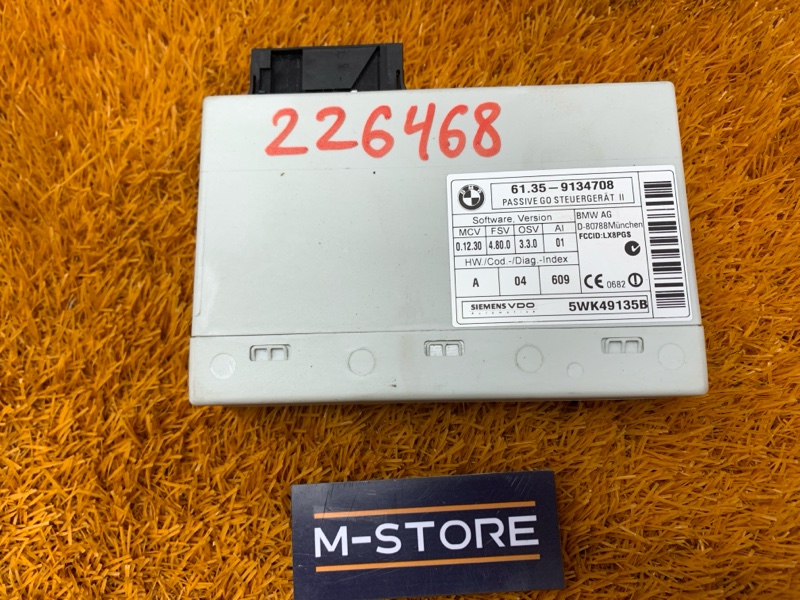 226468
61.35-9134708
PASSIVE GO STEUERGERÄT II
Software, Version
MCV FSV OSV AI
0.12.30 4.80.0 3.3.0 01
HW./Cod.-/Diag.-Index
A 04 609
BMW AG
D-80788München
FCCID:LX8PGS
CE 0682
SIEMENS VDO
Automotive
5WK49135B
M-STORE